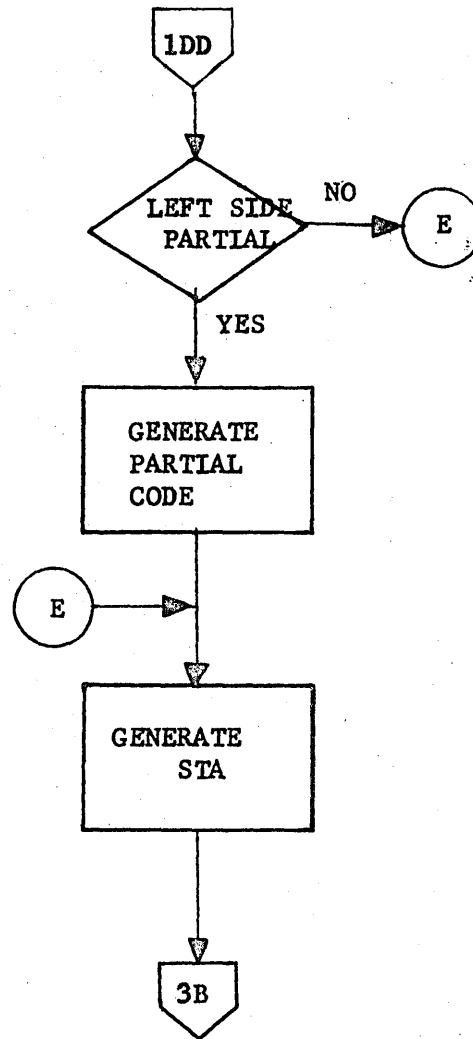 1DD
LEFT SIDE
PARTIAL
NO
E
YES
GENERATE
PARTIAL
CODE
E
GENERATE
STA
3B